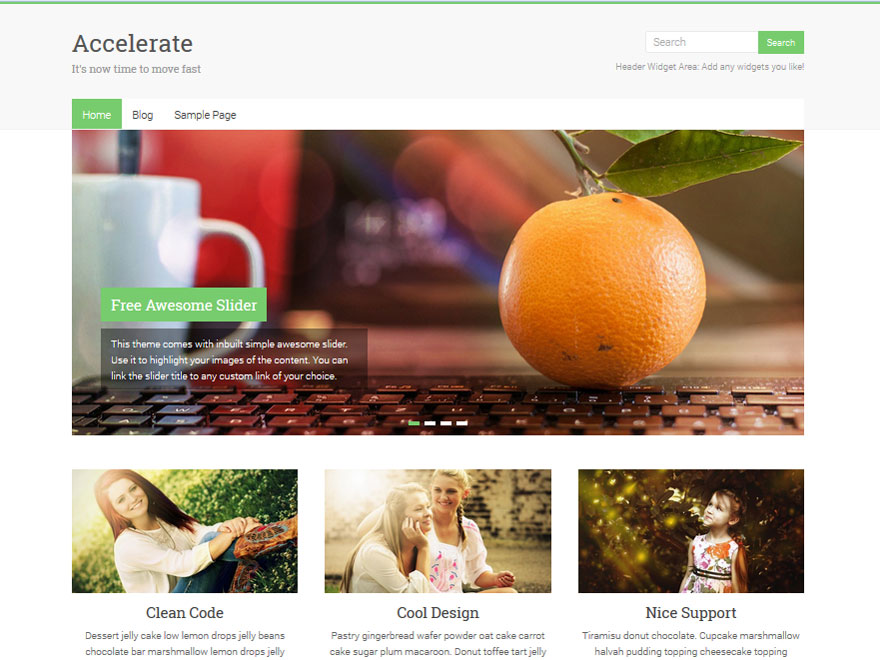 Accelerate
It's now time to move fast
Search
Search
Header Widget Area: Add any widgets you like!
Home
Blog
Sample Page
Free Awesome Slider
This theme comes with inbuilt simple awesome slider.
Use it to highlight your images of the content. You can
link the slider title to any custom link of your choice.
Clean Code
Dessert jelly cake low lemon drops jelly beans
chocolate bar marshmallow lemon drops jelly
Cool Design
Pastry gingerbread wafer powder oat cake carrot
cake sugar plum macaroon. Donut toffee tart jelly
Nice Support
Tiramisu donut chocolate. Cupcake marshmallow
halvah pudding topping cheesecake topping